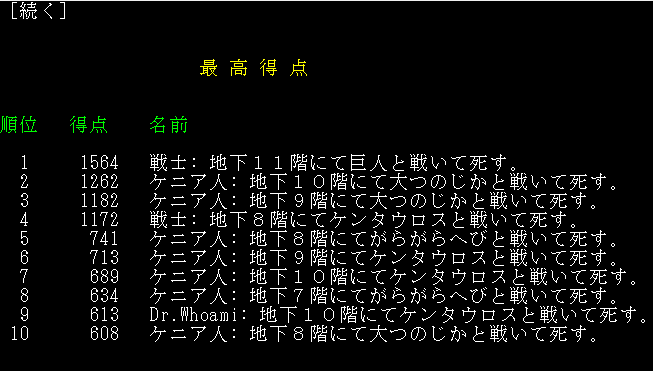 [続く]
最 高 得 点
順位 得点 名前
1 1564 戦士: 地下１１階にて巨人と戦いて死す。
2 1262 ケニア人: 地下１０階にて大つのじかと戦いて死す。
3 1182 ケニア人: 地下９階にて大つのじかと戦いて死す。
4 1172 戦士: 地下８階にてケンタウロスと戦いて死す。
5 741 ケニア人: 地下８階にてがらがらへびと戦いて死す。
6 713 ケニア人: 地下９階にてケンタウロスと戦いて死す。
7 689 ケニア人: 地下１０階にてケンタウロスと戦いて死す。
8 634 ケニア人: 地下７階にてがらがらへびと戦いて死す。
9 613 Dr.Whoami: 地下１０階にてケンタウロスと戦いて死す。
10 608 ケニア人: 地下８階にて大つのじかと戦いて死す。